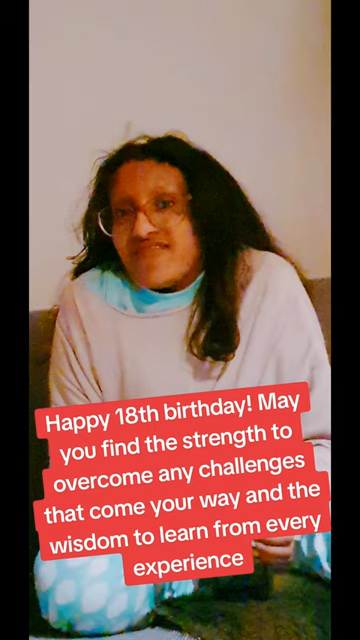 Happy 18th birthday! May
you find the strength to
overcome any challenges
that come your way and the
wisdom to learn from every
experience